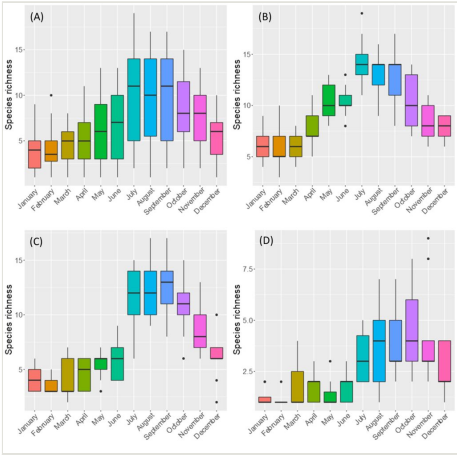 (A)
Species richness
15
10
5
January
February
March
April
May
June
July
August
September
October
November
December
(B)
Species richness
15
10
5
January
February
March
April
May
June
July
August
September
October
November
December
(C)
Species richness
15
10
5
January
February
March
April
May
June
July
August
September
October
November
December
(D)
Species richness
7.5
5.0
2.5
January
February
March
April
May
June
July
August
September
October
November
December